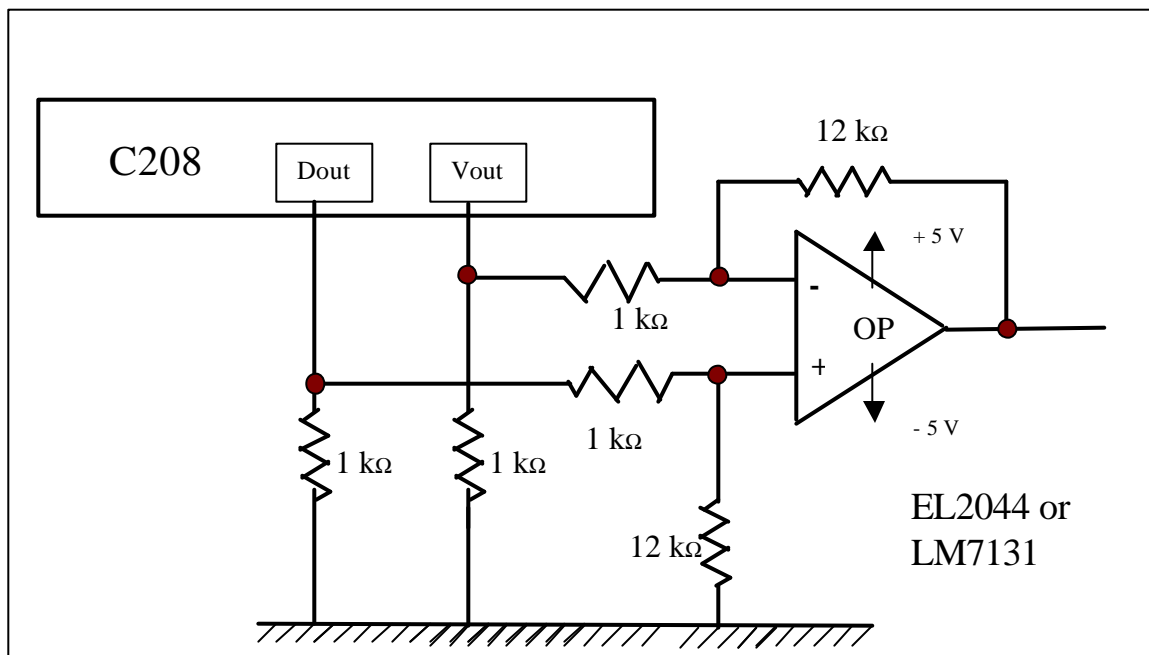 12 kΩ
C208
Dout
Vout
+ 5 V
-
1 kΩ
OP
+
1 kΩ
- 5 V
1 kΩ
1 kΩ
12 kΩ
EL2044 or
LM7131